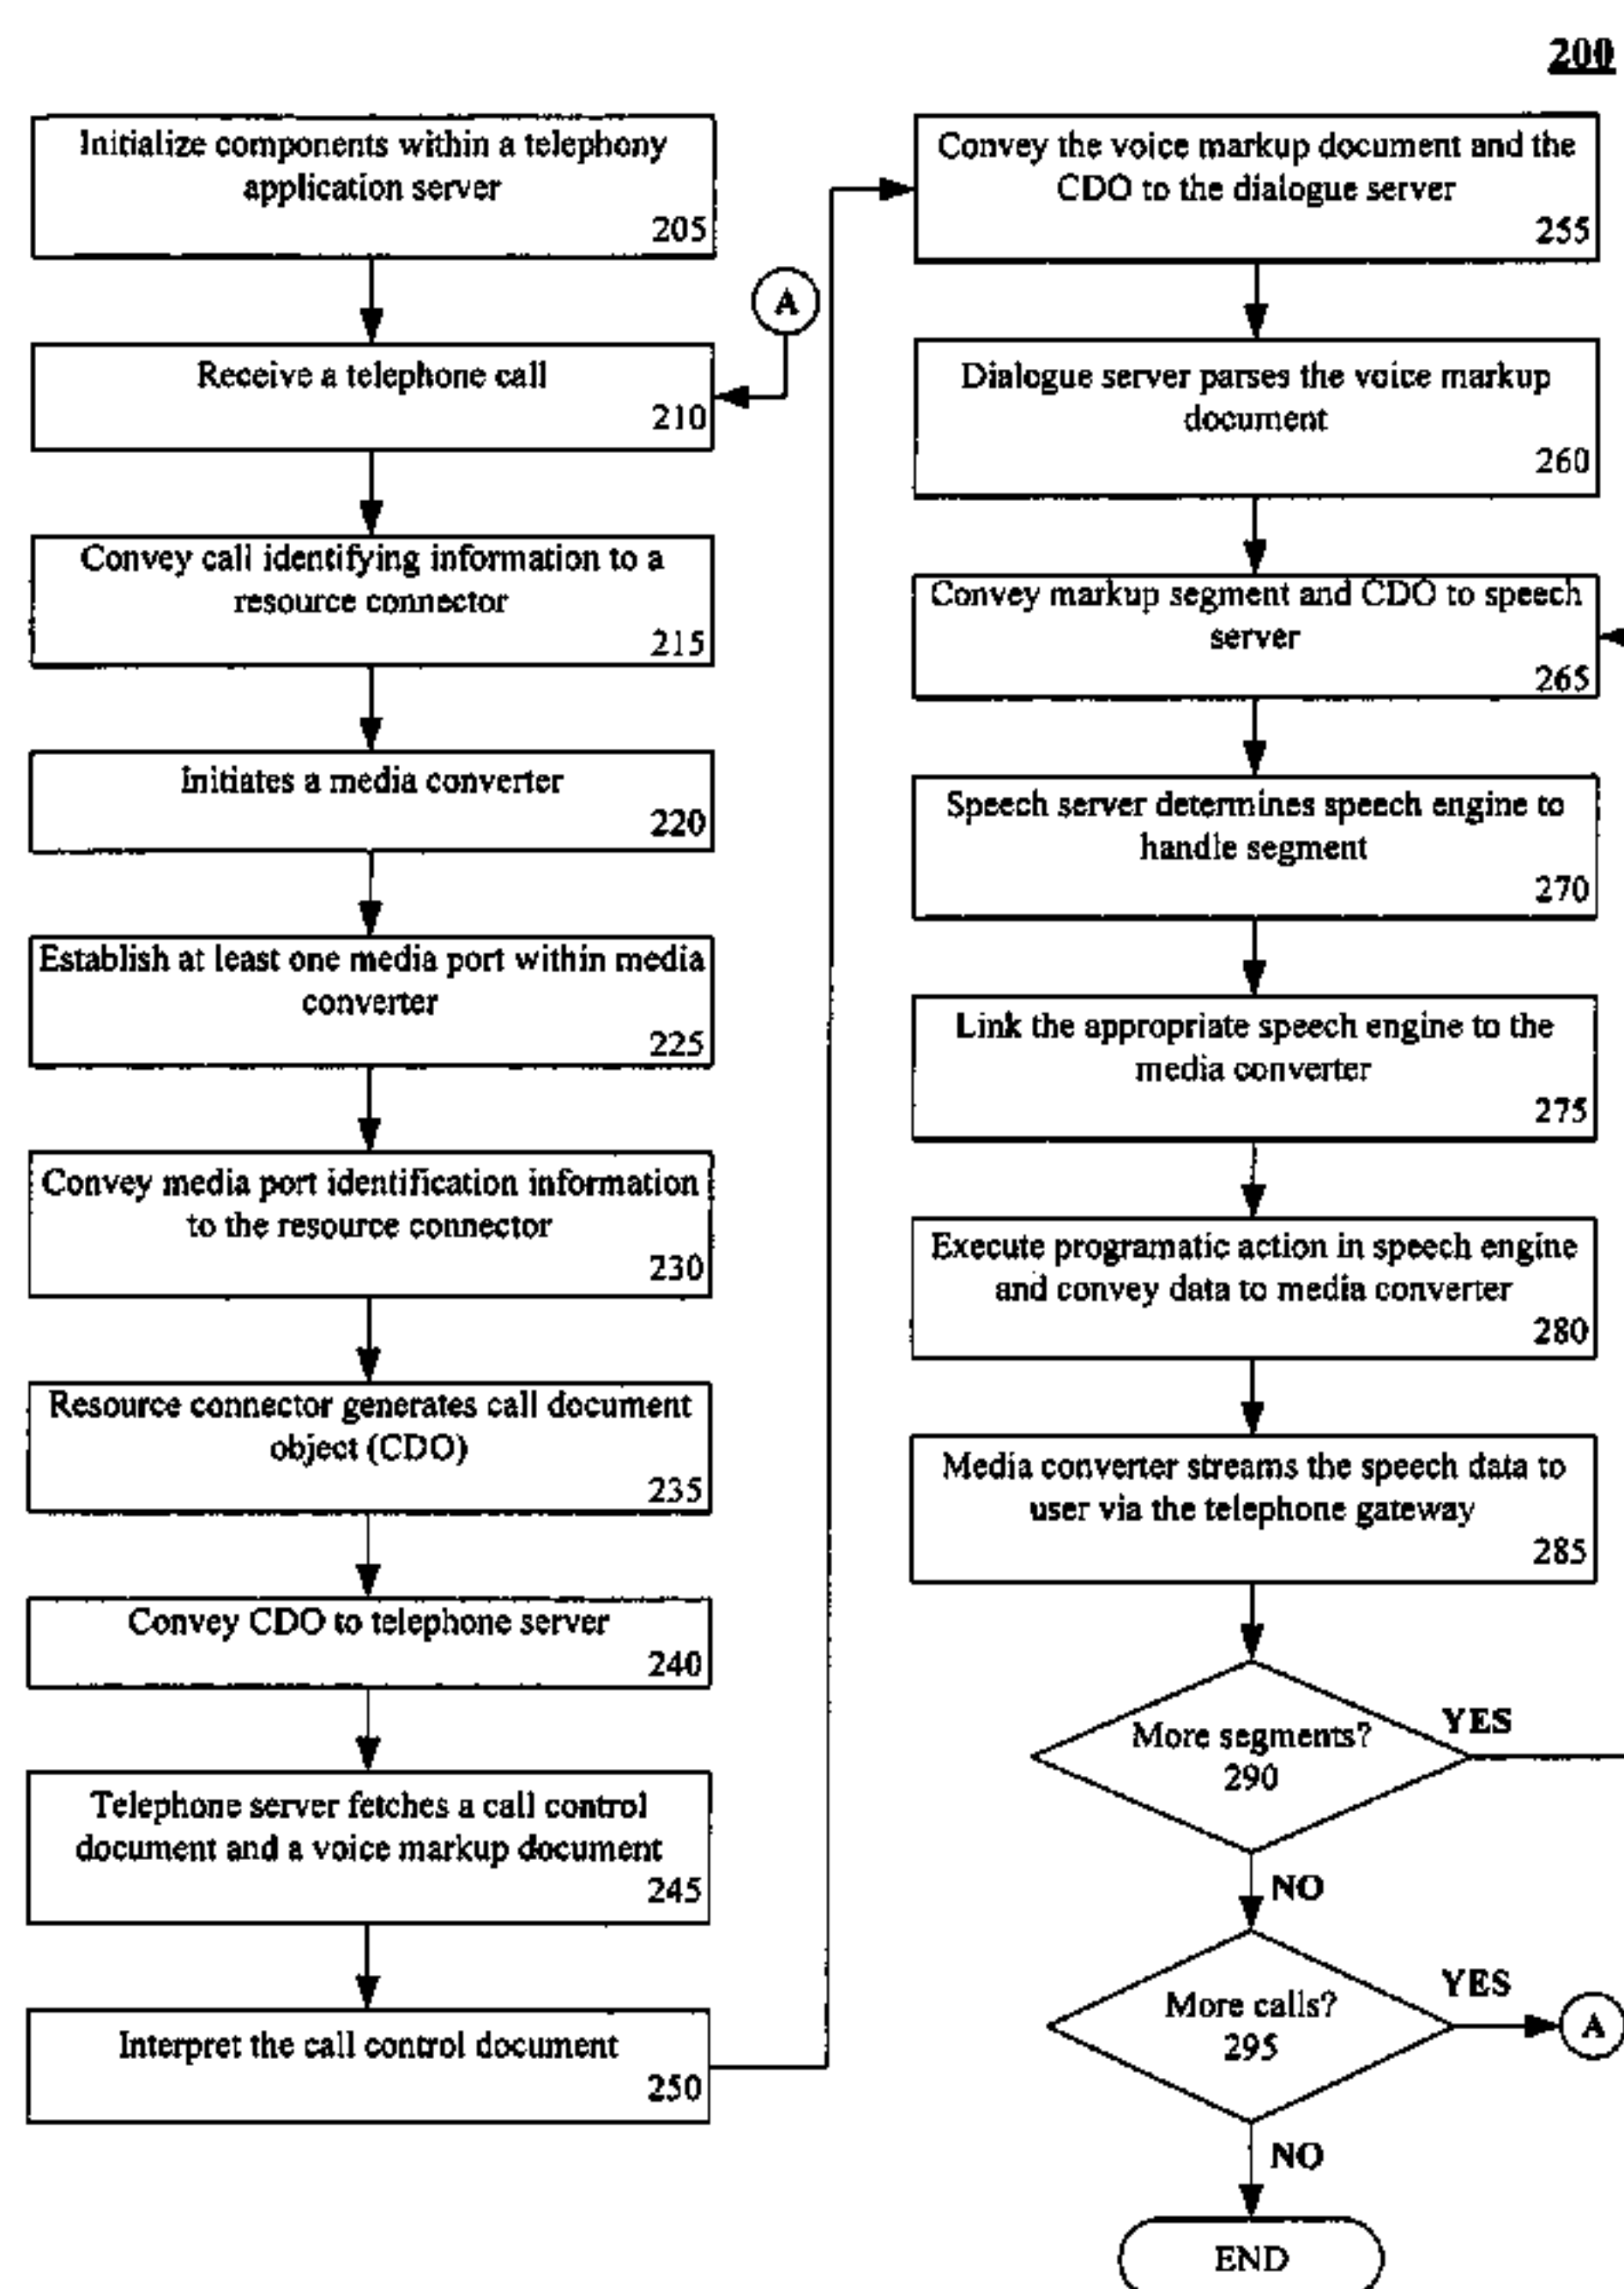 200
Initialize components within a telephony
application server
205
A
Receive a telephone call
210
Convey call identifying information to a
resource connector
215
Initiates a media converter
220
Establish at least one media port within media
converter
225
Convey media port identification information
to the resource connector
230
Resource connector generates call document
object (CDO)
235
Convey CDO to telephone server
240
Telephone server fetches a call control
document and a voice markup document
245
Interpret the call control document
250
Convey the voice markup document and the
CDO to the dialogue server
255
Dialogue server parses the voice markup
document
260
Convey markup segment and CDO to speech
server
265
Speech server determines speech engine to
handle segment
270
Link the appropriate speech engine to the
media converter
275
Execute programatic action in speech engine
and convey data to media converter
280
Media converter streams the speech data to
user via the telephone gateway
285
More segments?
290
YES
NO
More calls?
295
YES
A
NO
END